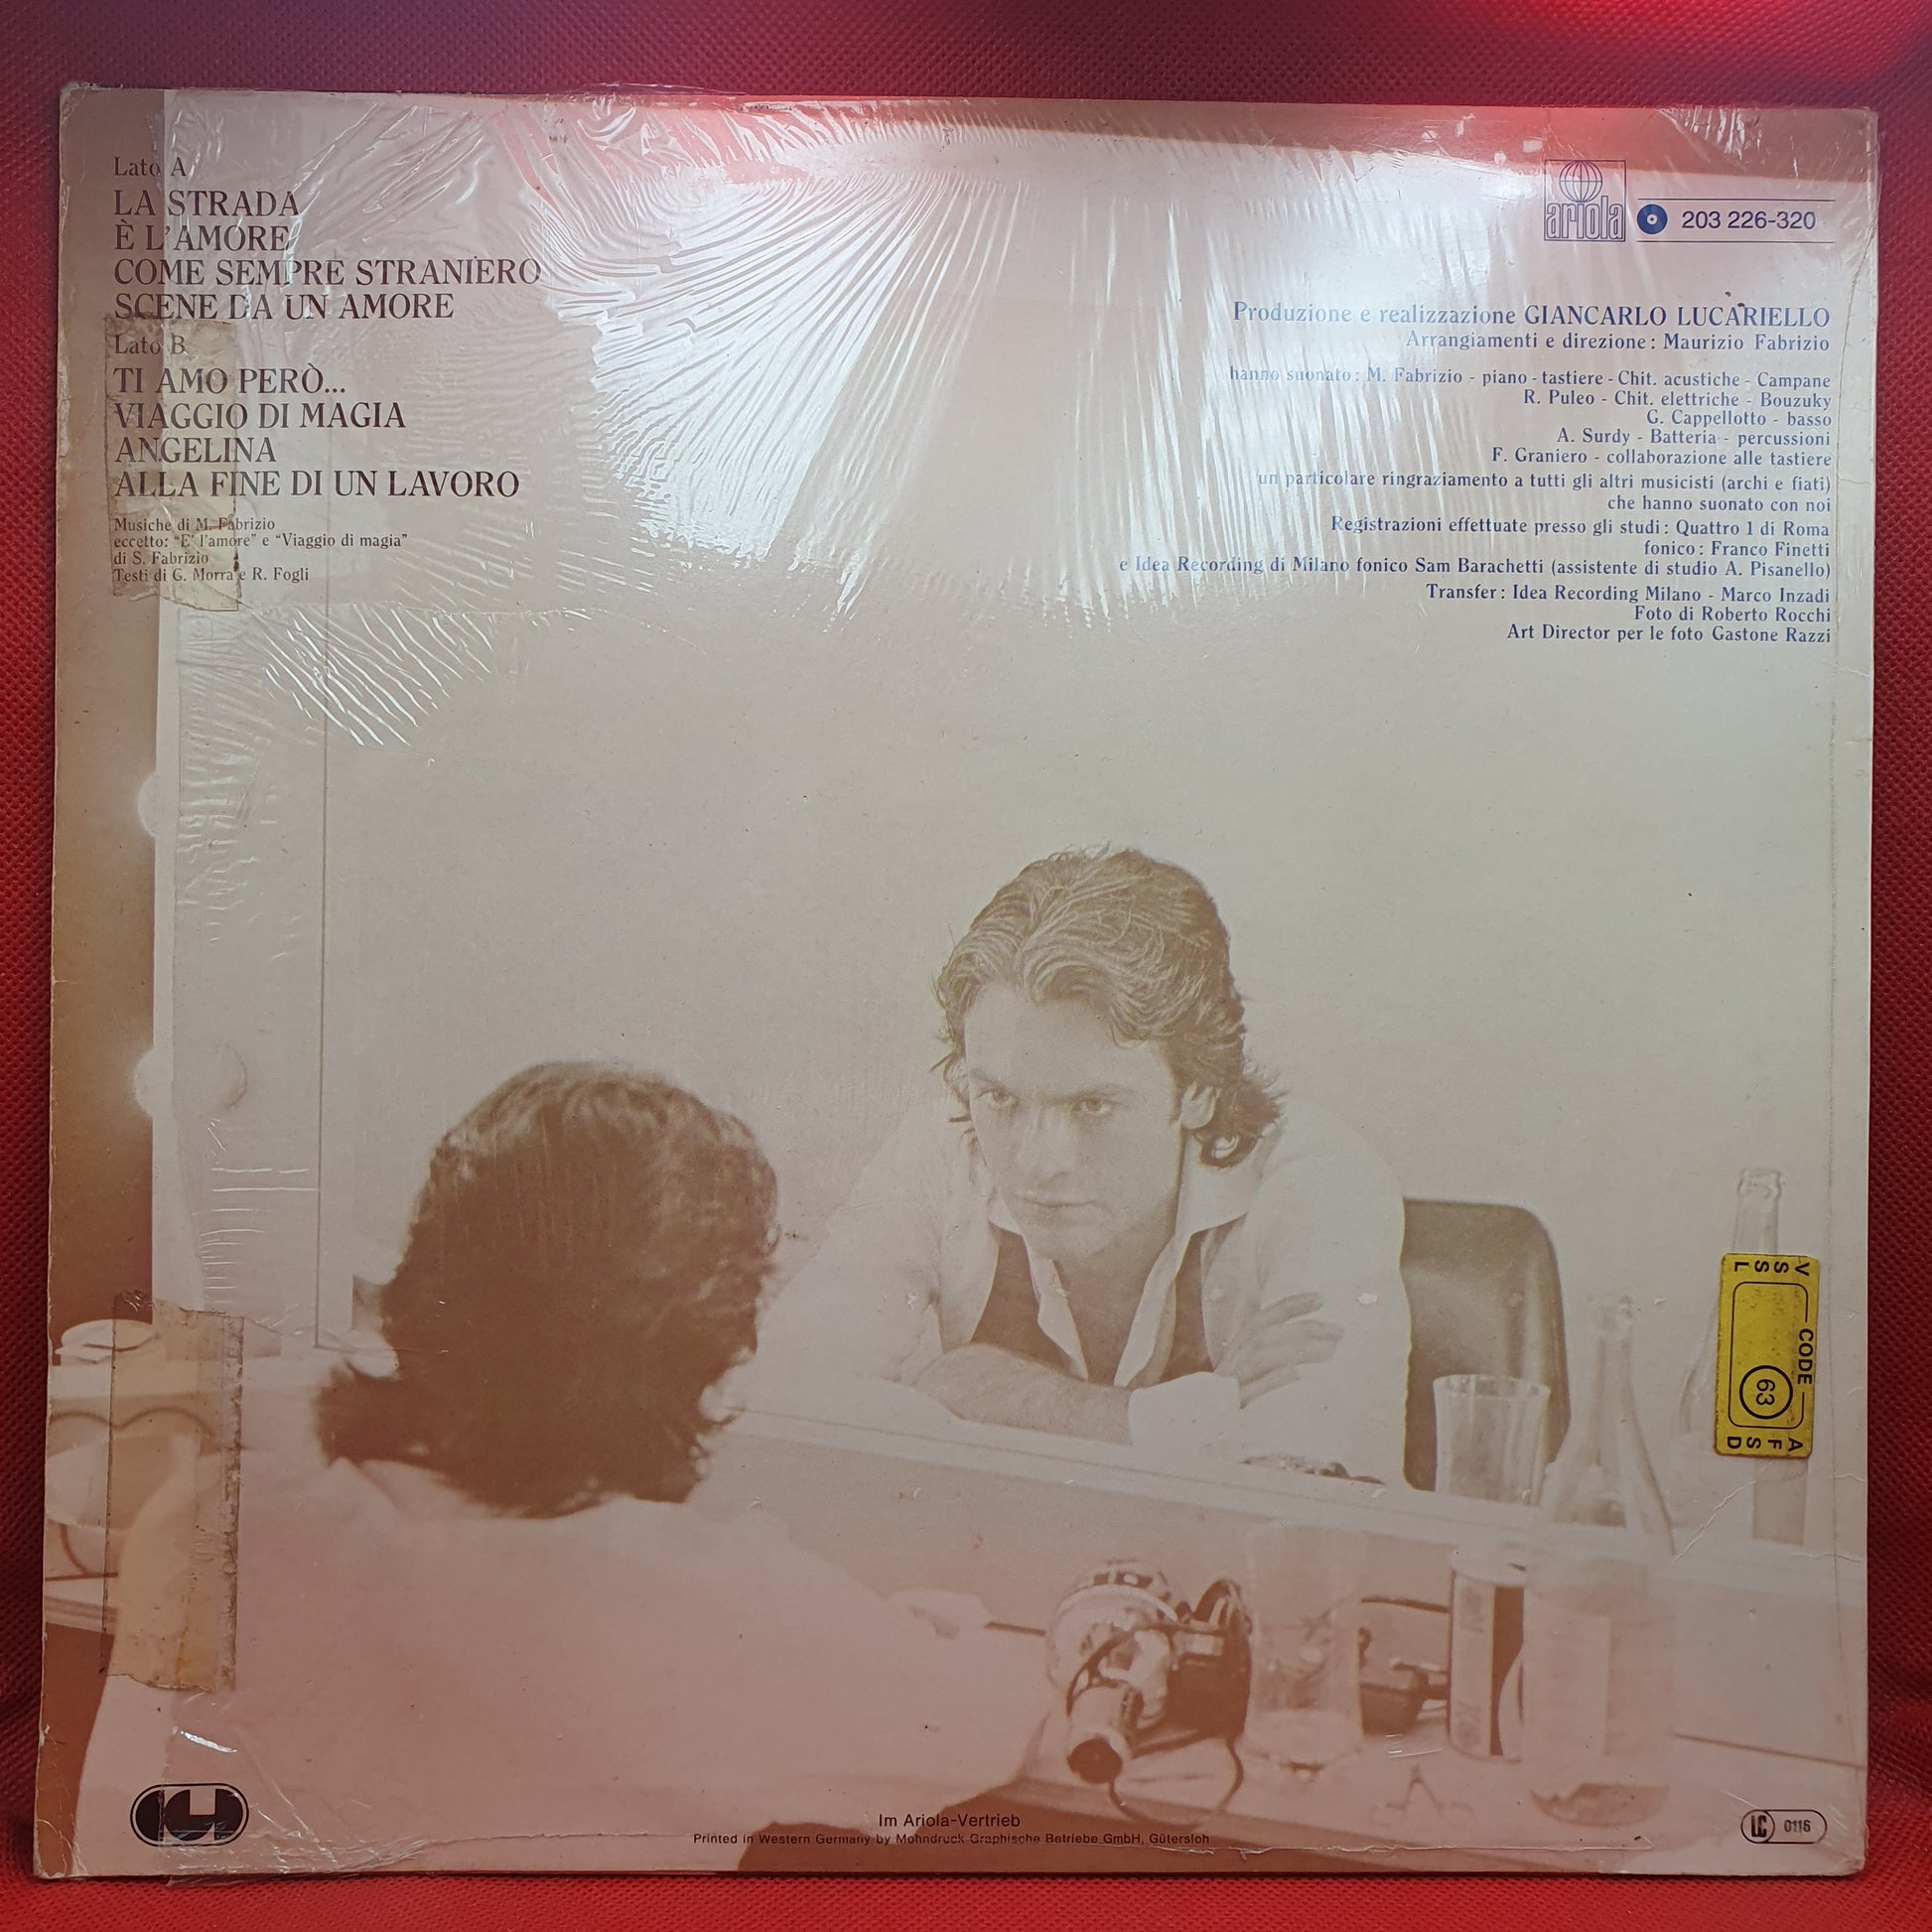 Lato A
LA STRADA
È L'AMORE
COME SEMPRE STRANIERO
SCENE DA UN AMORE
Lato B
TI AMO PERÒ...
VIAGGIO DI MAGIA
ANGELINA
ALLA FINE DI UN LAVORO
Musiche di M. Fabrizio
eccetto: "E' l'amore" e "Viaggio di magia"
di S. Fabrizio
Testi di G. Morra e R. Fogli
ariola
203 226-320
Produzione e realizzazione GIANCARLO LUCARIELLO
Arrangiamenti e direzione: Maurizio Fabrizio
hanno suonato: M. Fabrizio - piano - tastiere - Chit. acustiche - Campane
R. Puleo - Chit. elettriche - Bouzuky
G. Cappellotto - basso
A. Surdy - Batteria - percussioni
F. Graniero - collaborazione alle tastiere
un particolare ringraziamento a tutti gli altri musicisti (archi e fiati)
che hanno suonato con noi
Registrazioni effettuate presso gli studi: Quattro 1 di Roma
fonico: Franco Finetti
e Idea Recording di Milano fonico Sam Barachetti (assistente di studio A. Pisanello)
Transfer: Idea Recording Milano - Marco Inzadi
Foto di Roberto Rocchi
Art Director per le foto Gastone Razzi
V S S L
CODE
63
A F S D
Im Ariola-Vertrieb
Printed in Western Germany by Mohndruck Graphische Betriebe GmbH, Gütersloh
LC 0116